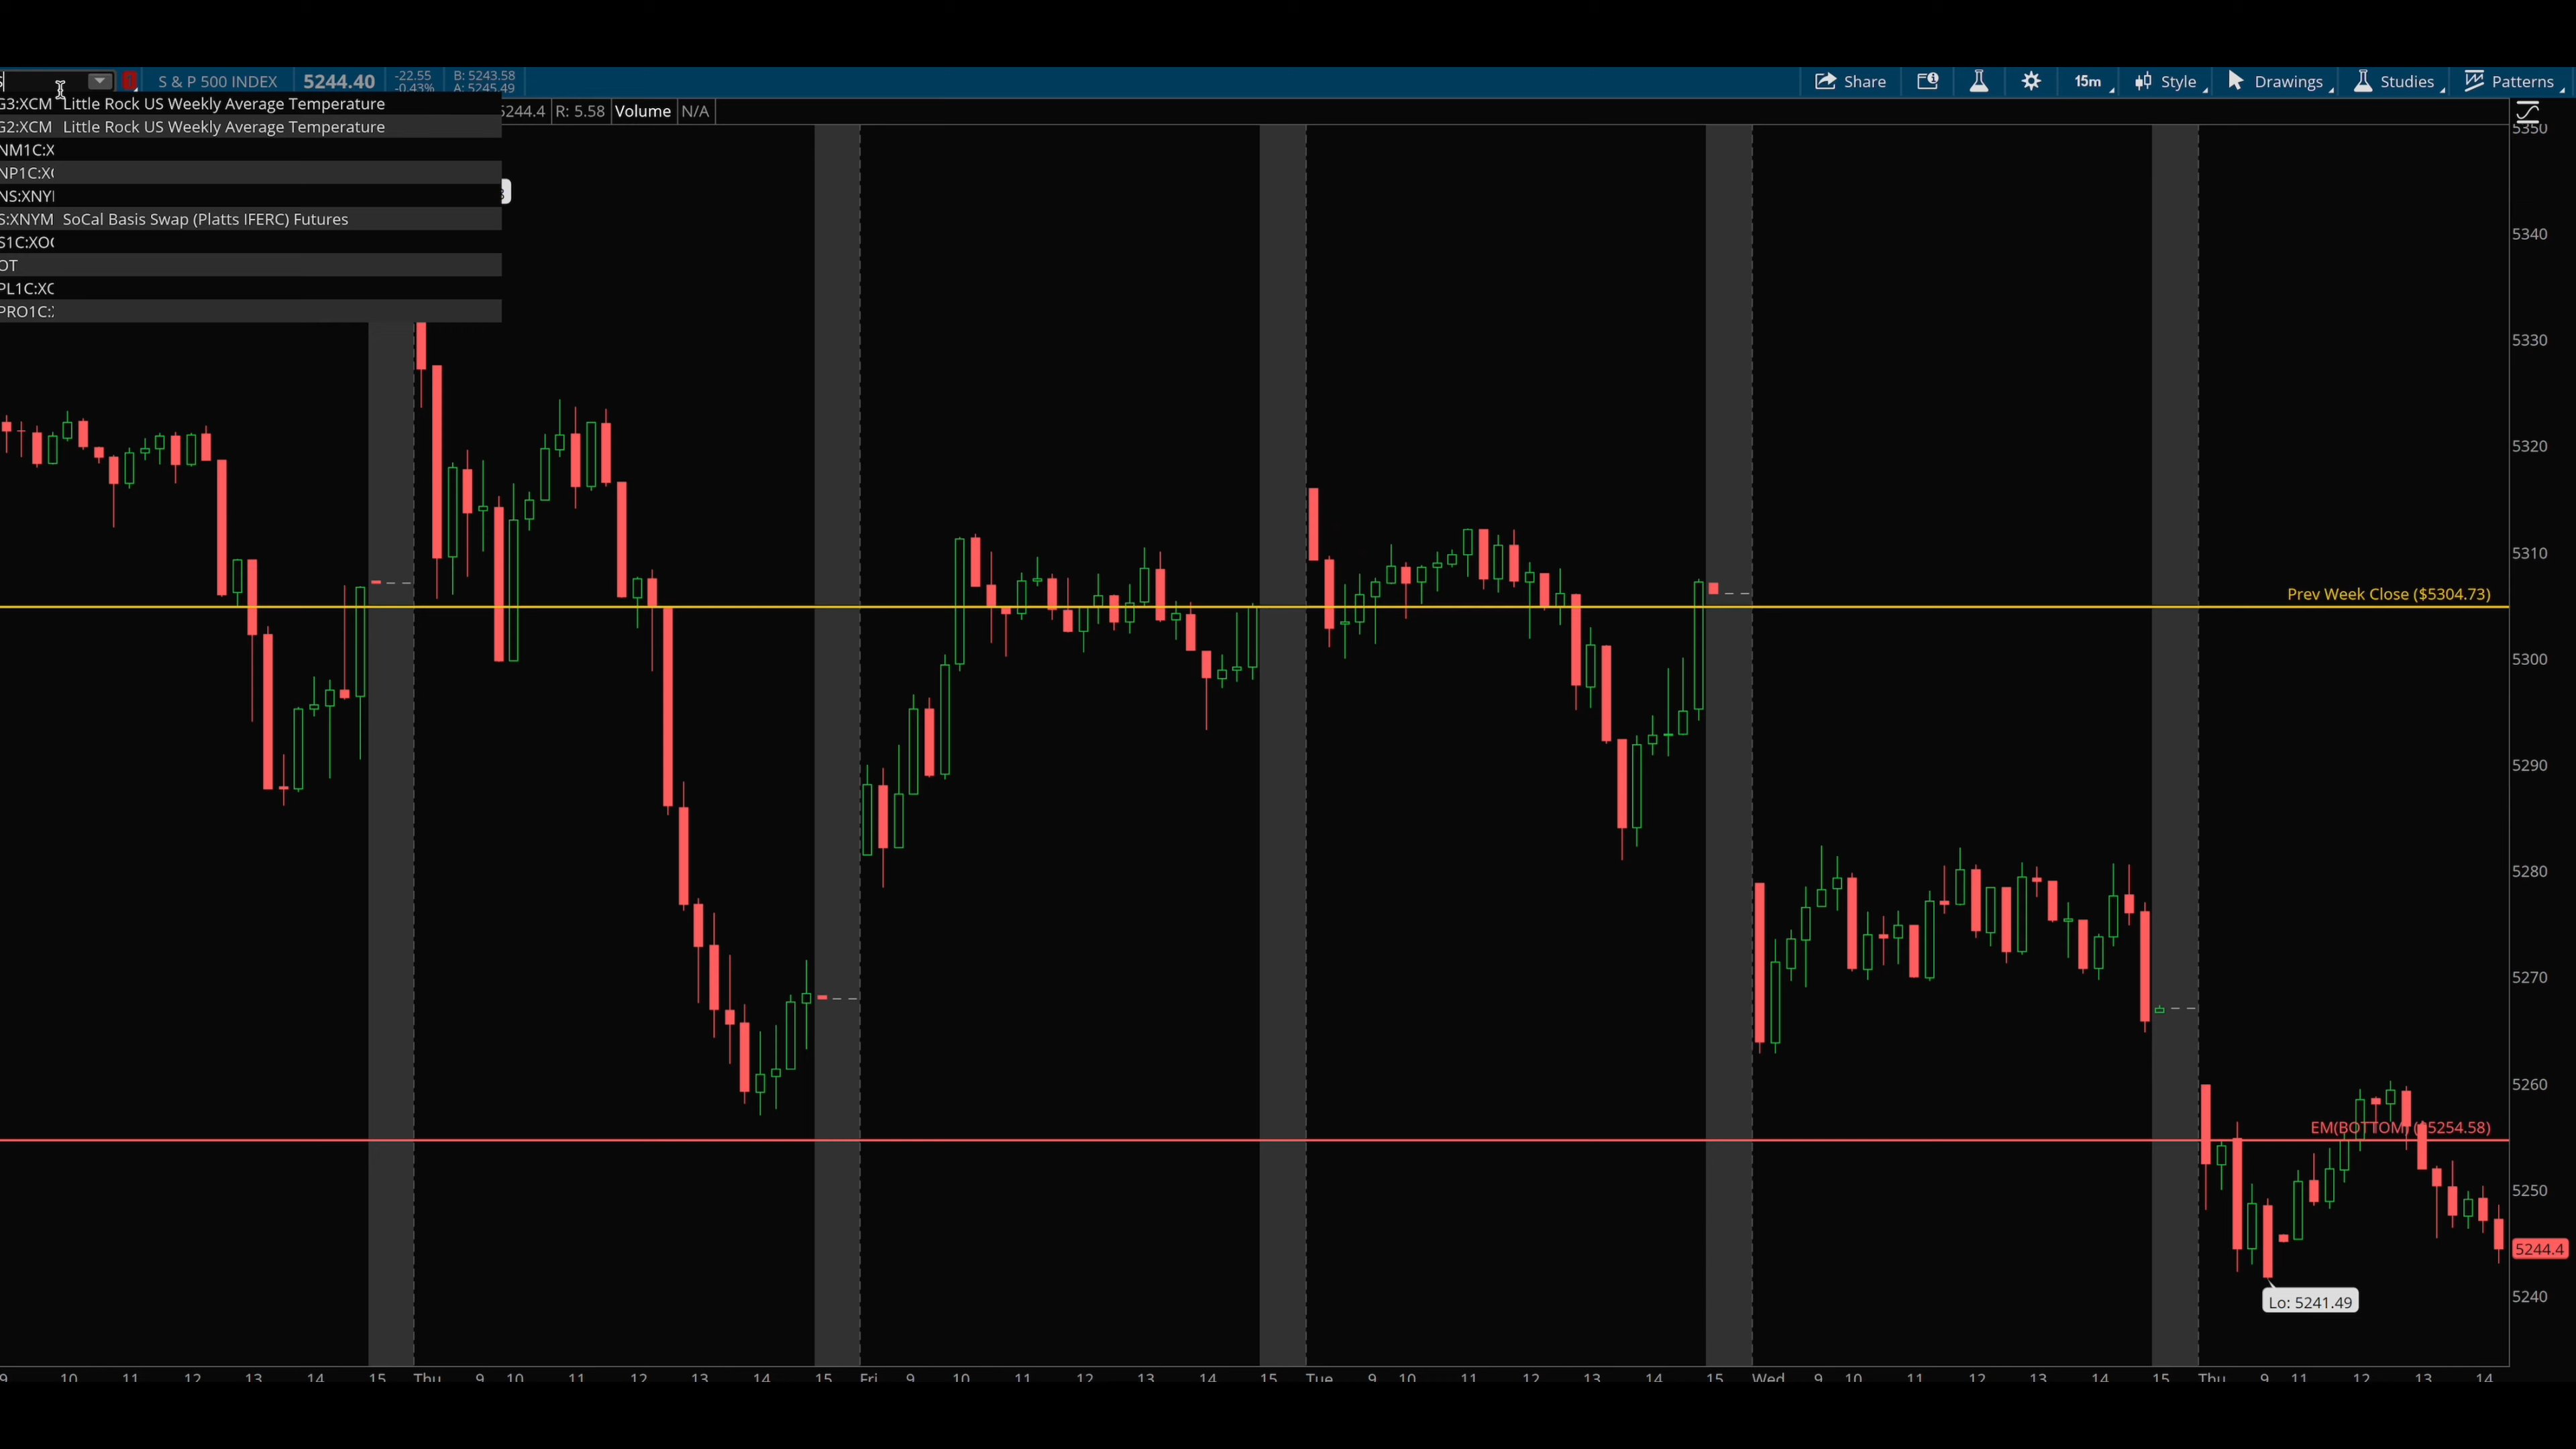 S & P 500 INDEX 5244.40 -22.55 B: 5243.58
-0.43% A: 5245.49
Share 15m Style Drawings Studies Patterns
G3:XCM Little Rock US Weekly Average Temperature
5244.4 R: 5.58 Volume N/A
G2:XCM Little Rock US Weekly Average Temperature
NM1C:X
NP1C:X
NS:XNY
S:XNYM SoCal Basis Swap (Platts IFERC) Futures
S1C:XO
OT
PL1C:XC
PRO1C:
5350
5340
5330
5320
5310
Prev Week Close ($5304.73)
5300
5290
5280
5270
5260
EM(BOTTOM) ($5254.58)
5250
5244.4
Lo: 5241.49
5240
9 10 11 12 13 14 15 Thu 9 10 11 12 13 14 15 Fri 9 10 11 12 13 14 15 Tue 9 10 11 12 13 14 15 Wed 9 10 11 12 13 14 15 Thu 9 11 12 13 14